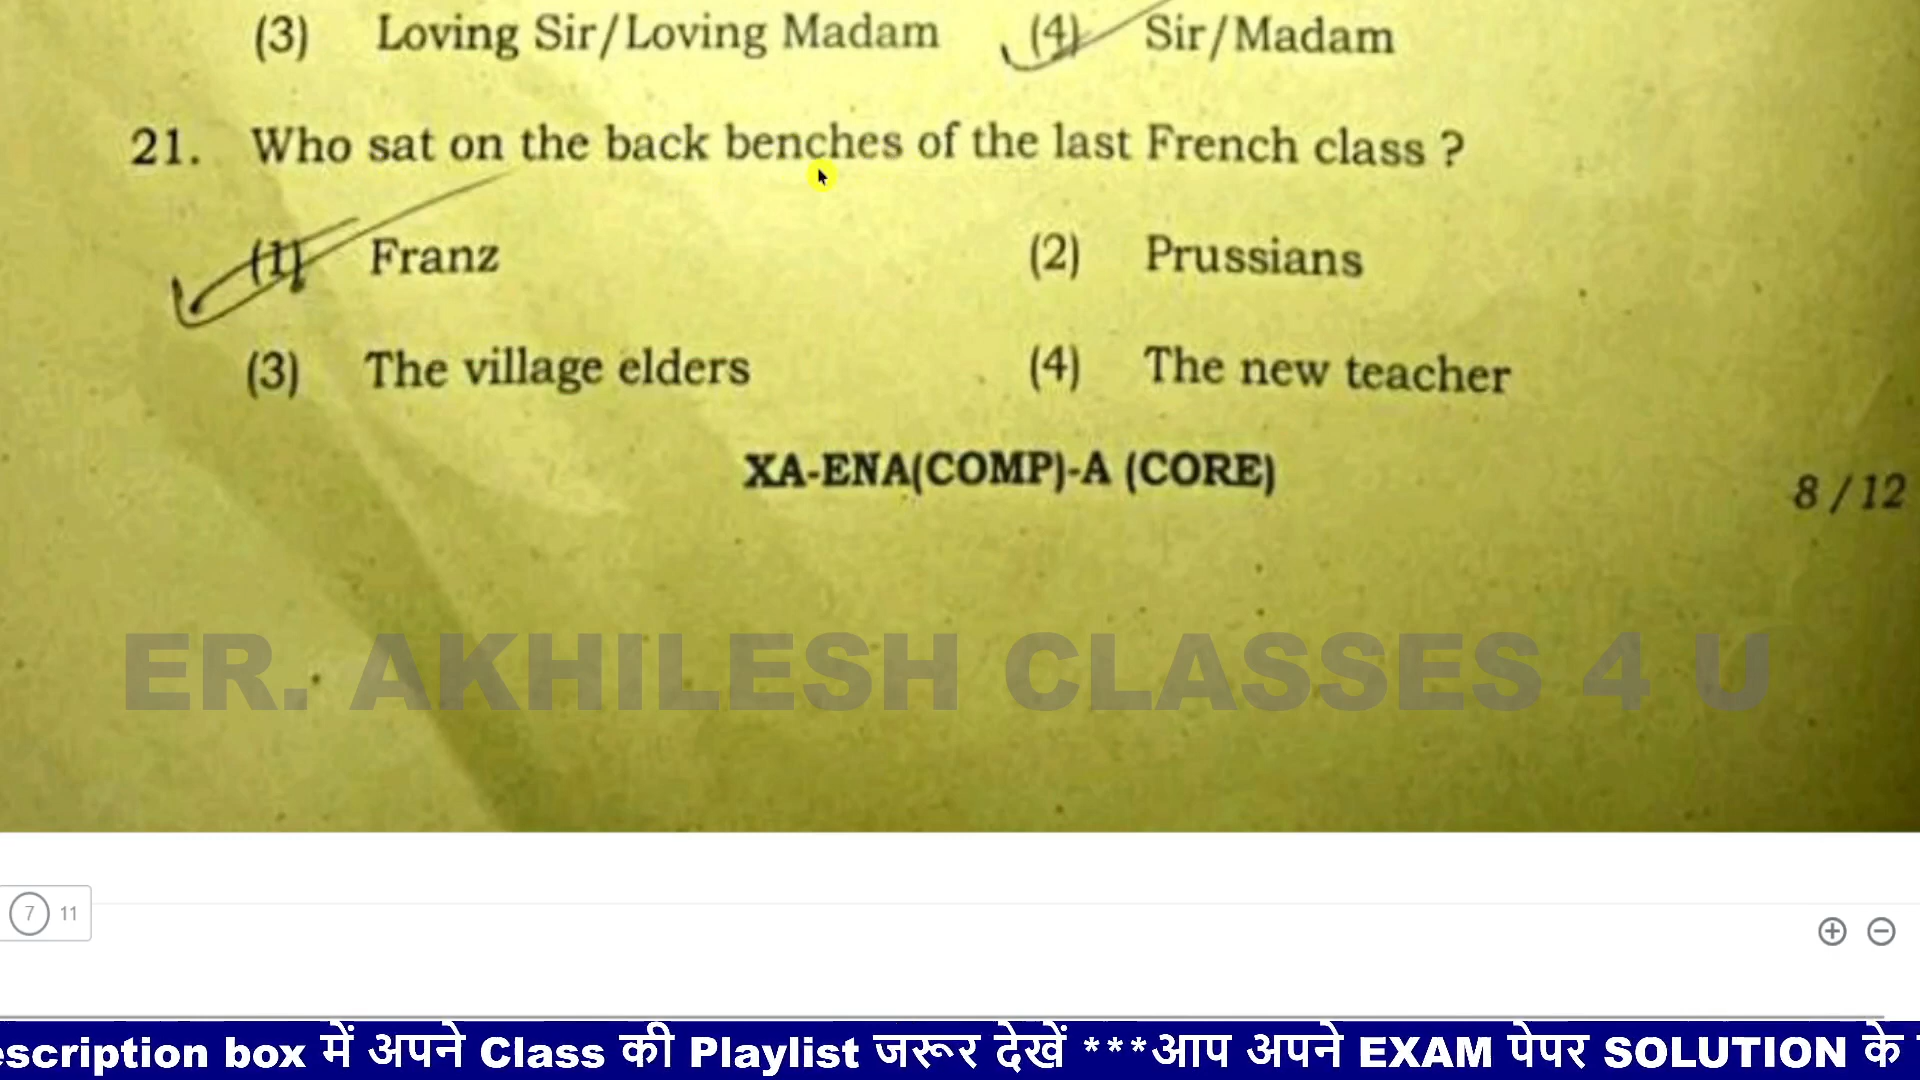 (3) Loving Sir/Loving Madam (4) Sir/Madam
21. Who sat on the back benches of the last French class ?
(1) Franz (2) Prussians
(3) The village elders (4) The new teacher
XA-ENA(COMP)-A (CORE)
8 / 12
ER. AKHILESH CLASSES 4 U
7 11
escription box में अपने Class की Playlist जरूर देखें ***आप अपने EXAM पेपर SOLUTION के